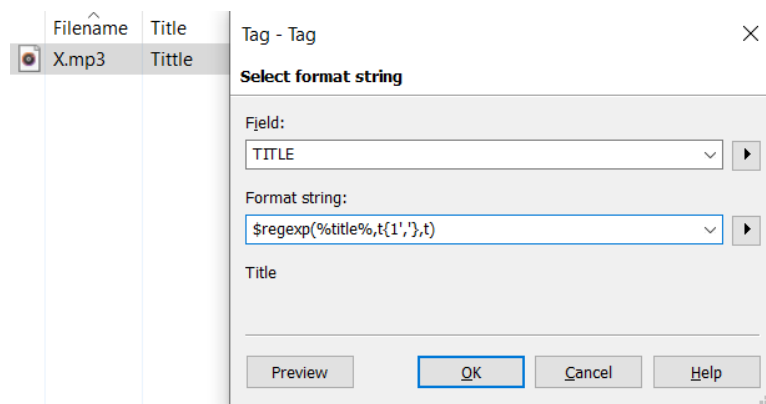 Filename Title
X.mp3 Tittle
Tag - Tag
Select format string
Field:
TITLE
Format string:
$regexp(%title%,t{1','},t)
Title
Preview OK Cancel Help